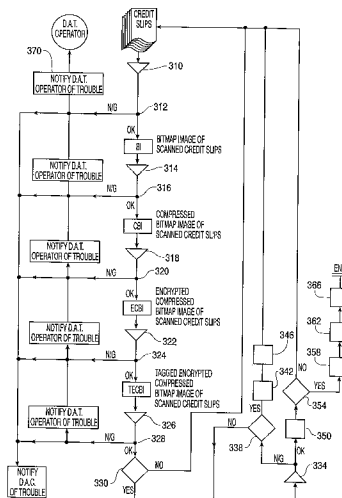 D.A.T.
OPERATOR
CREDIT
SLIPS
370
NOTIFY D.A.T.
OPERATOR OF TROUBLE
310
N/G
312
OK
BI
BITMAP IMAGE OF
SCANNED CREDIT SLIPS
314
NOTIFY D.A.T.
OPERATOR OF TROUBLE
N/G
316
OK
CBI
COMPRESSED
BITMAP IMAGE OF
SCANNED CREDIT SLIPS
318
NOTIFY D.A.T.
OPERATOR OF TROUBLE
N/G
320
OK
ECBI
ENCRYPTED
COMPRESSED
BITMAP IMAGE OF
SCANNED CREDIT SLIPS
322
NOTIFY D.A.T.
OPERATOR OF TROUBLE
N/G
324
OK
TECBI
TAGGED ENCRYPTED
COMPRESSED
BITMAP IMAGE OF
SCANNED CREDIT SLIPS
326
NOTIFY D.A.T.
OPERATOR OF TROUBLE
N/G
328
OK
330
NO
YES
NOTIFY D.A.C.
OF TROUBLE
346
342
YES
338
NO
N/G
334
OK
350
354
NO
YES
358
362
366
EN